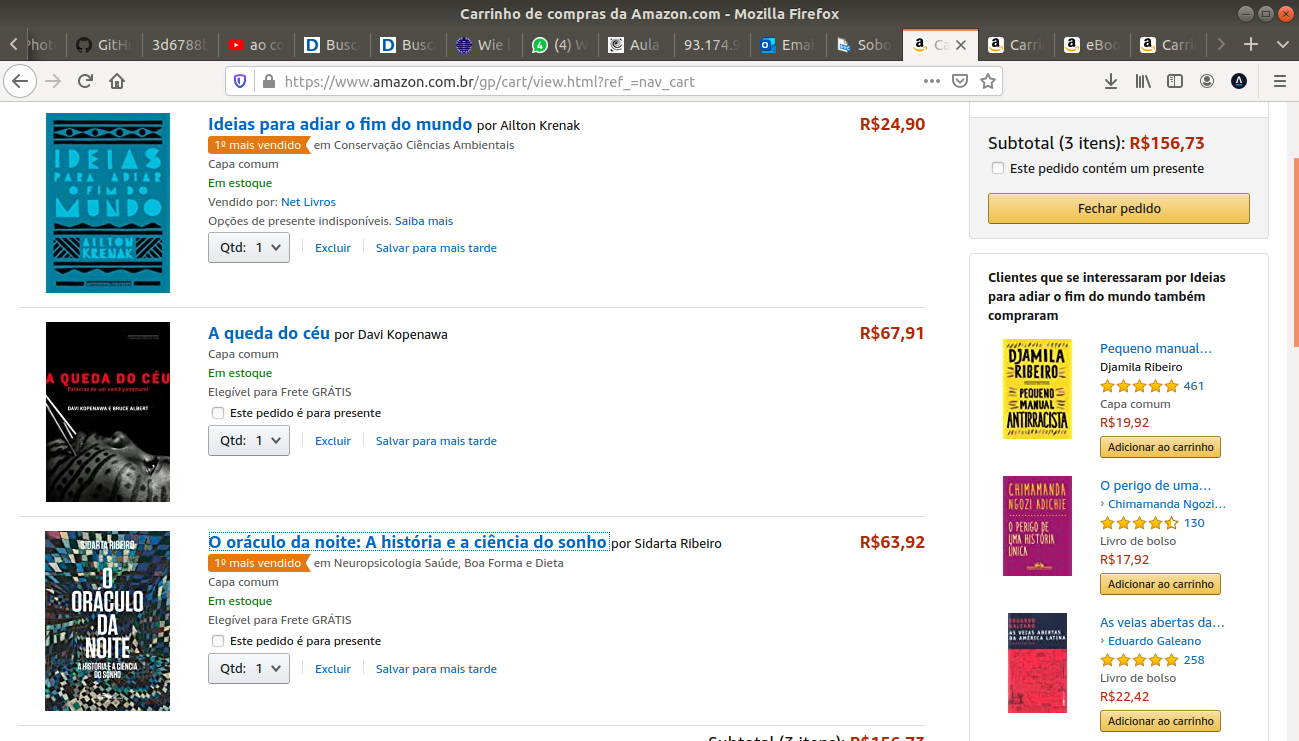 Carrinho de compras da Amazon.com - Mozilla Firefox
Phot
GitH
3d6788
ao co
Busc
Busc
Wie
(4) W
Aula
93.174.9
Emai
Sobo
Ca
Carri
eBoo
Carri
https://www.amazon.com.br/gp/cart/view.html?ref_=nav_cart
IDEIAS
PARA ADIAR
O FIM DO
MUNDO
AILTON
KRENAK
Ideias para adiar o fim do mundo por Ailton Krenak
R$24,90
1º mais vendido em Conservação Ciências Ambientais
Capa comum
Em estoque
Vendido por: Net Livros
Opções de presente indisponíveis. Saiba mais
Qtd: 1
Excluir
Salvar para mais tarde
A QUEDA DO CÉU
Palavras de um xamã yanomami
DAVI KOPENAWA E BRUCE ALBERT
A queda do céu por Davi Kopenawa
R$67,91
Capa comum
Em estoque
Elegível para Frete GRÁTIS
Este pedido é para presente
Qtd: 1
Excluir
Salvar para mais tarde
SIDARTA RIBEIRO
O
ORÁCULO
DA
NOITE
A HISTÓRIA E A CIÊNCIA
DO SONHO
O oráculo da noite: A história e a ciência do sonho por Sidarta Ribeiro
R$63,92
1º mais vendido em Neuropsicologia Saúde, Boa Forma e Dieta
Capa comum
Em estoque
Elegível para Frete GRÁTIS
Este pedido é para presente
Qtd: 1
Excluir
Salvar para mais tarde
Subtotal (3 itens): R$156,73
Subtotal (3 itens): R$156,73
Este pedido contém um presente
Fechar pedido
Clientes que se interessaram por Ideias
para adiar o fim do mundo também
compraram
DJAMILA
RIBEIRO
PEQUENO
MANUAL
ANTIRRACISTA
Pequeno manual…
Djamila Ribeiro
461
Capa comum
R$19,92
Adicionar ao carrinho
CHIMAMANDA
NGOZI ADICHIE
O PERIGO DE
UMA HISTÓRIA
ÚNICA
O perigo de uma…
› Chimamanda Ngozi…
130
Livro de bolso
R$17,92
Adicionar ao carrinho
EDUARDO
GALEANO
AS VEIAS ABERTAS
DA AMÉRICA LATINA
As veias abertas da…
› Eduardo Galeano
258
Livro de bolso
R$22,42
Adicionar ao carrinho